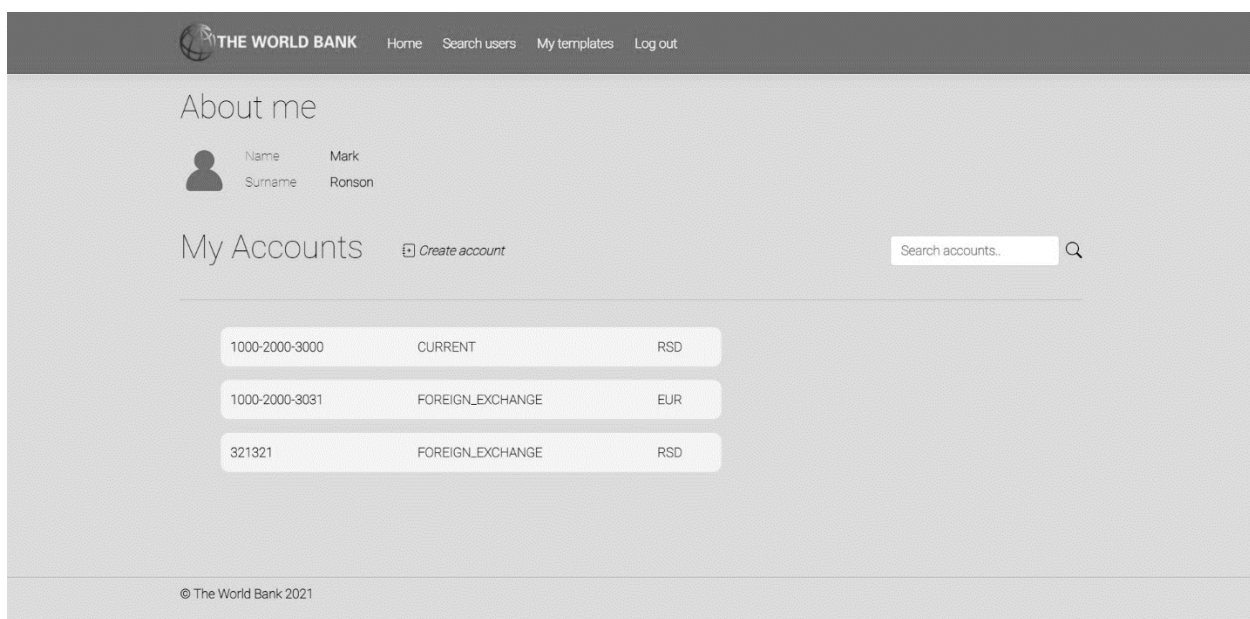 THE WORLD BANK Home Search users My templates Log out
About me
Name Mark
Surname Ronson
My Accounts Create account Search accounts..
1000-2000-3000 CURRENT RSD
1000-2000-3031 FOREIGN_EXCHANGE EUR
321321 FOREIGN_EXCHANGE RSD
© The World Bank 2021